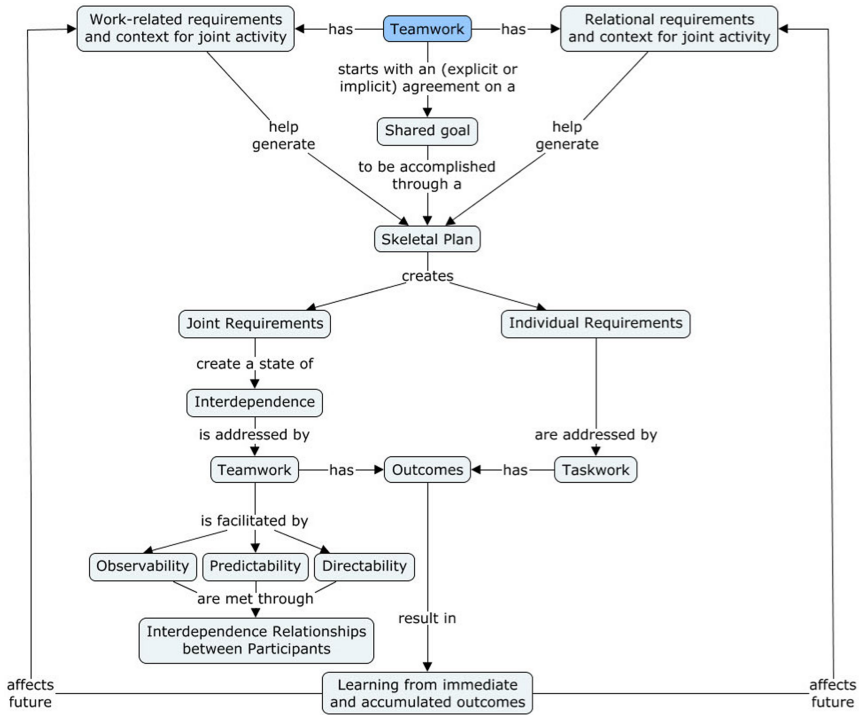 Work-related requirements
and context for joint activity
has
Teamwork
has
Relational requirements
and context for joint activity
starts with an (explicit or
implicit) agreement on a
Shared goal
help
generate
to be accomplished
through a
help
generate
Skeletal Plan
creates
Joint Requirements
Individual Requirements
create a state of
Interdependence
is addressed by
are addressed by
Teamwork
has
Outcomes
has
Taskwork
is facilitated by
Observability
Predictability
Directability
are met through
result in
Interdependence Relationships
between Participants
affects
future
Learning from immediate
and accumulated outcomes
affects
future